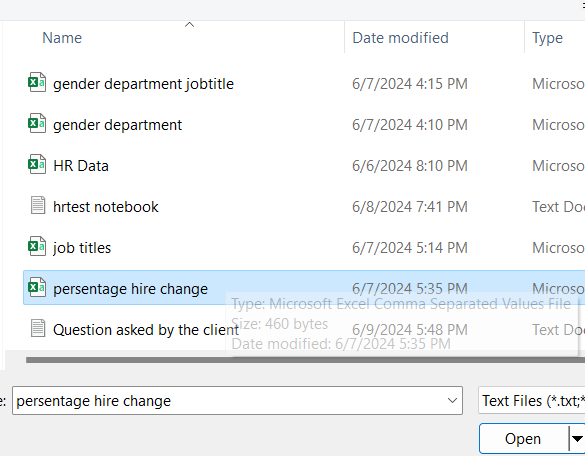 Name Date modified Type
gender department jobtitle 6/7/2024 4:15 PM Microso
gender department 6/7/2024 4:10 PM Microso
HR Data 6/6/2024 8:10 PM Microso
hrtest notebook 6/8/2024 7:41 PM Text Doc
job titles 6/7/2024 5:14 PM Microso
persentage hire change 6/7/2024 5:35 PM Microso
Type: Microsoft Excel Comma Separated Values File
Question asked by the client 6/9/2024 5:48 PM Text Doc
Size: 460 bytes
Date modified: 6/7/2024 5:35 PM
e: persentage hire change Text Files (*.txt;*
Open